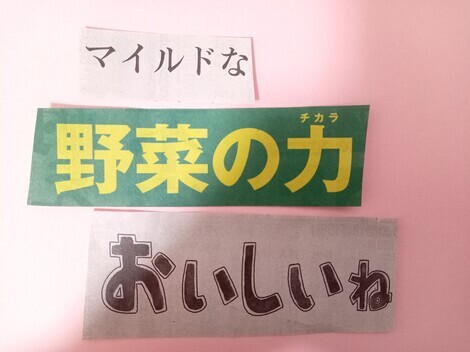 マイルドな
チカラ
野菜の力
おいしいね